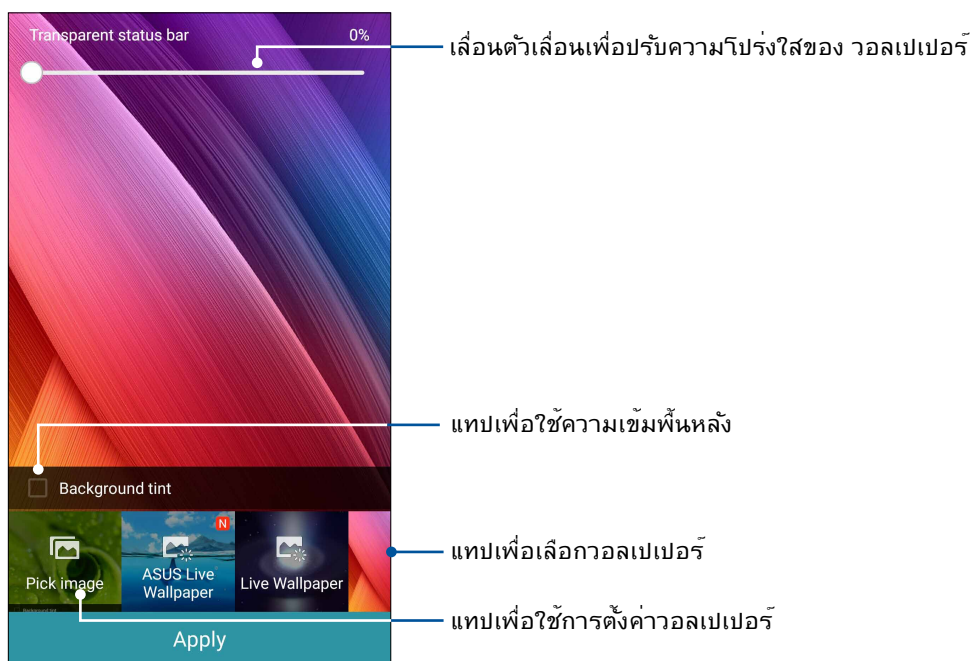 Transparent status bar 0%
เลื่อนตัวเลื่อนเพื่อปรับความโปร่งใสของ วอลเปเปอร์
แทปเพื่อใช้ความเข้มพื้นหลัง
Background tint
N
Pick image
ASUS Live
Wallpaper
Live Wallpaper
แทปเพื่อเลือกวอลเปเปอร์
Background tint
แทปเพื่อใช้การตั้งค่าวอลเปเปอร์
Apply